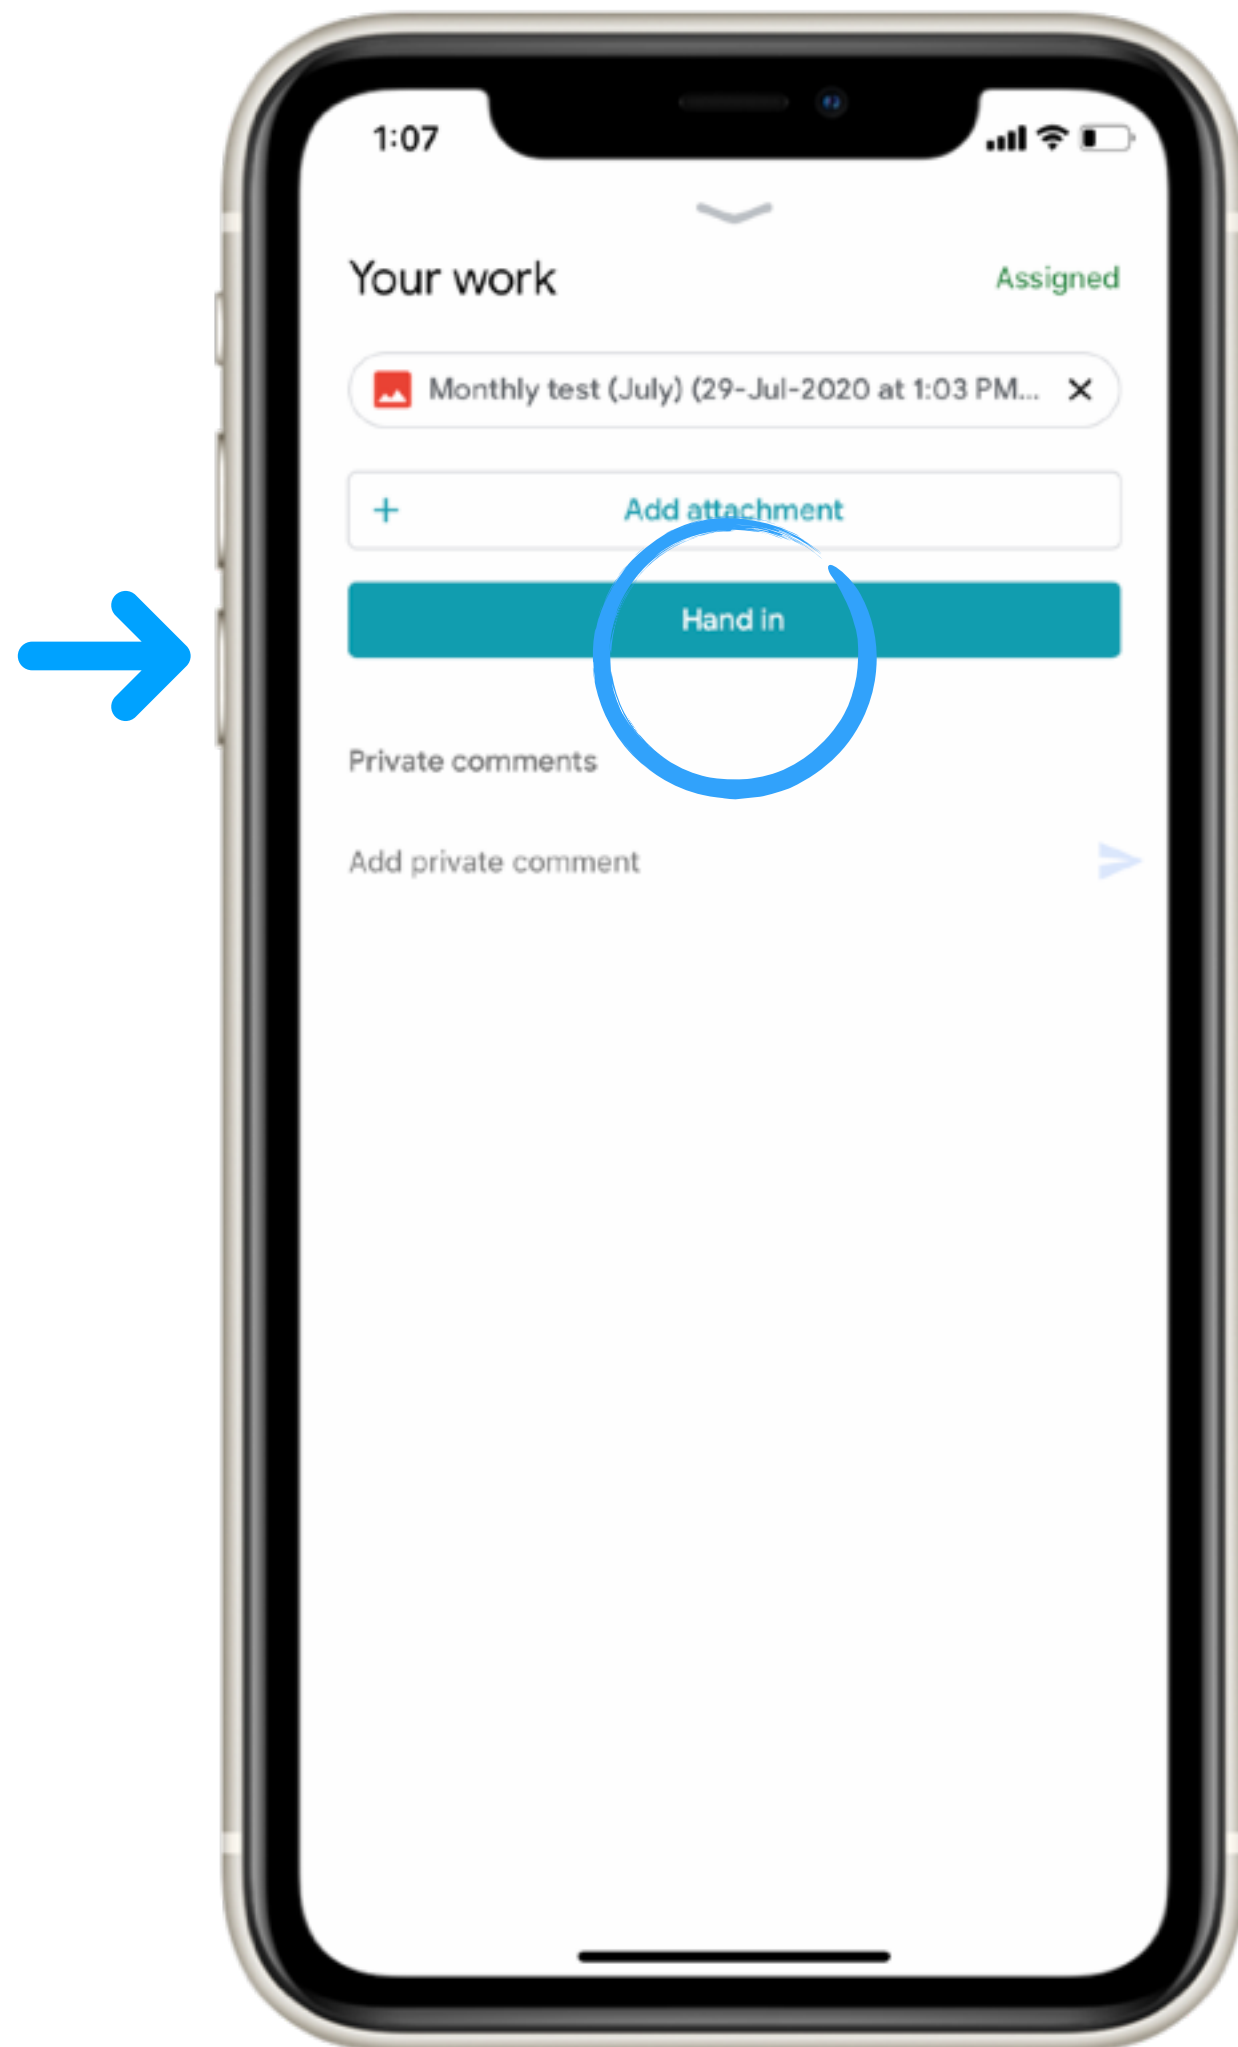 1:07
Your work
Assigned
Monthly test (July) (29-Jul-2020 at 1:03 PM...
Add attachment
Hand in
Private comments
Add private comment